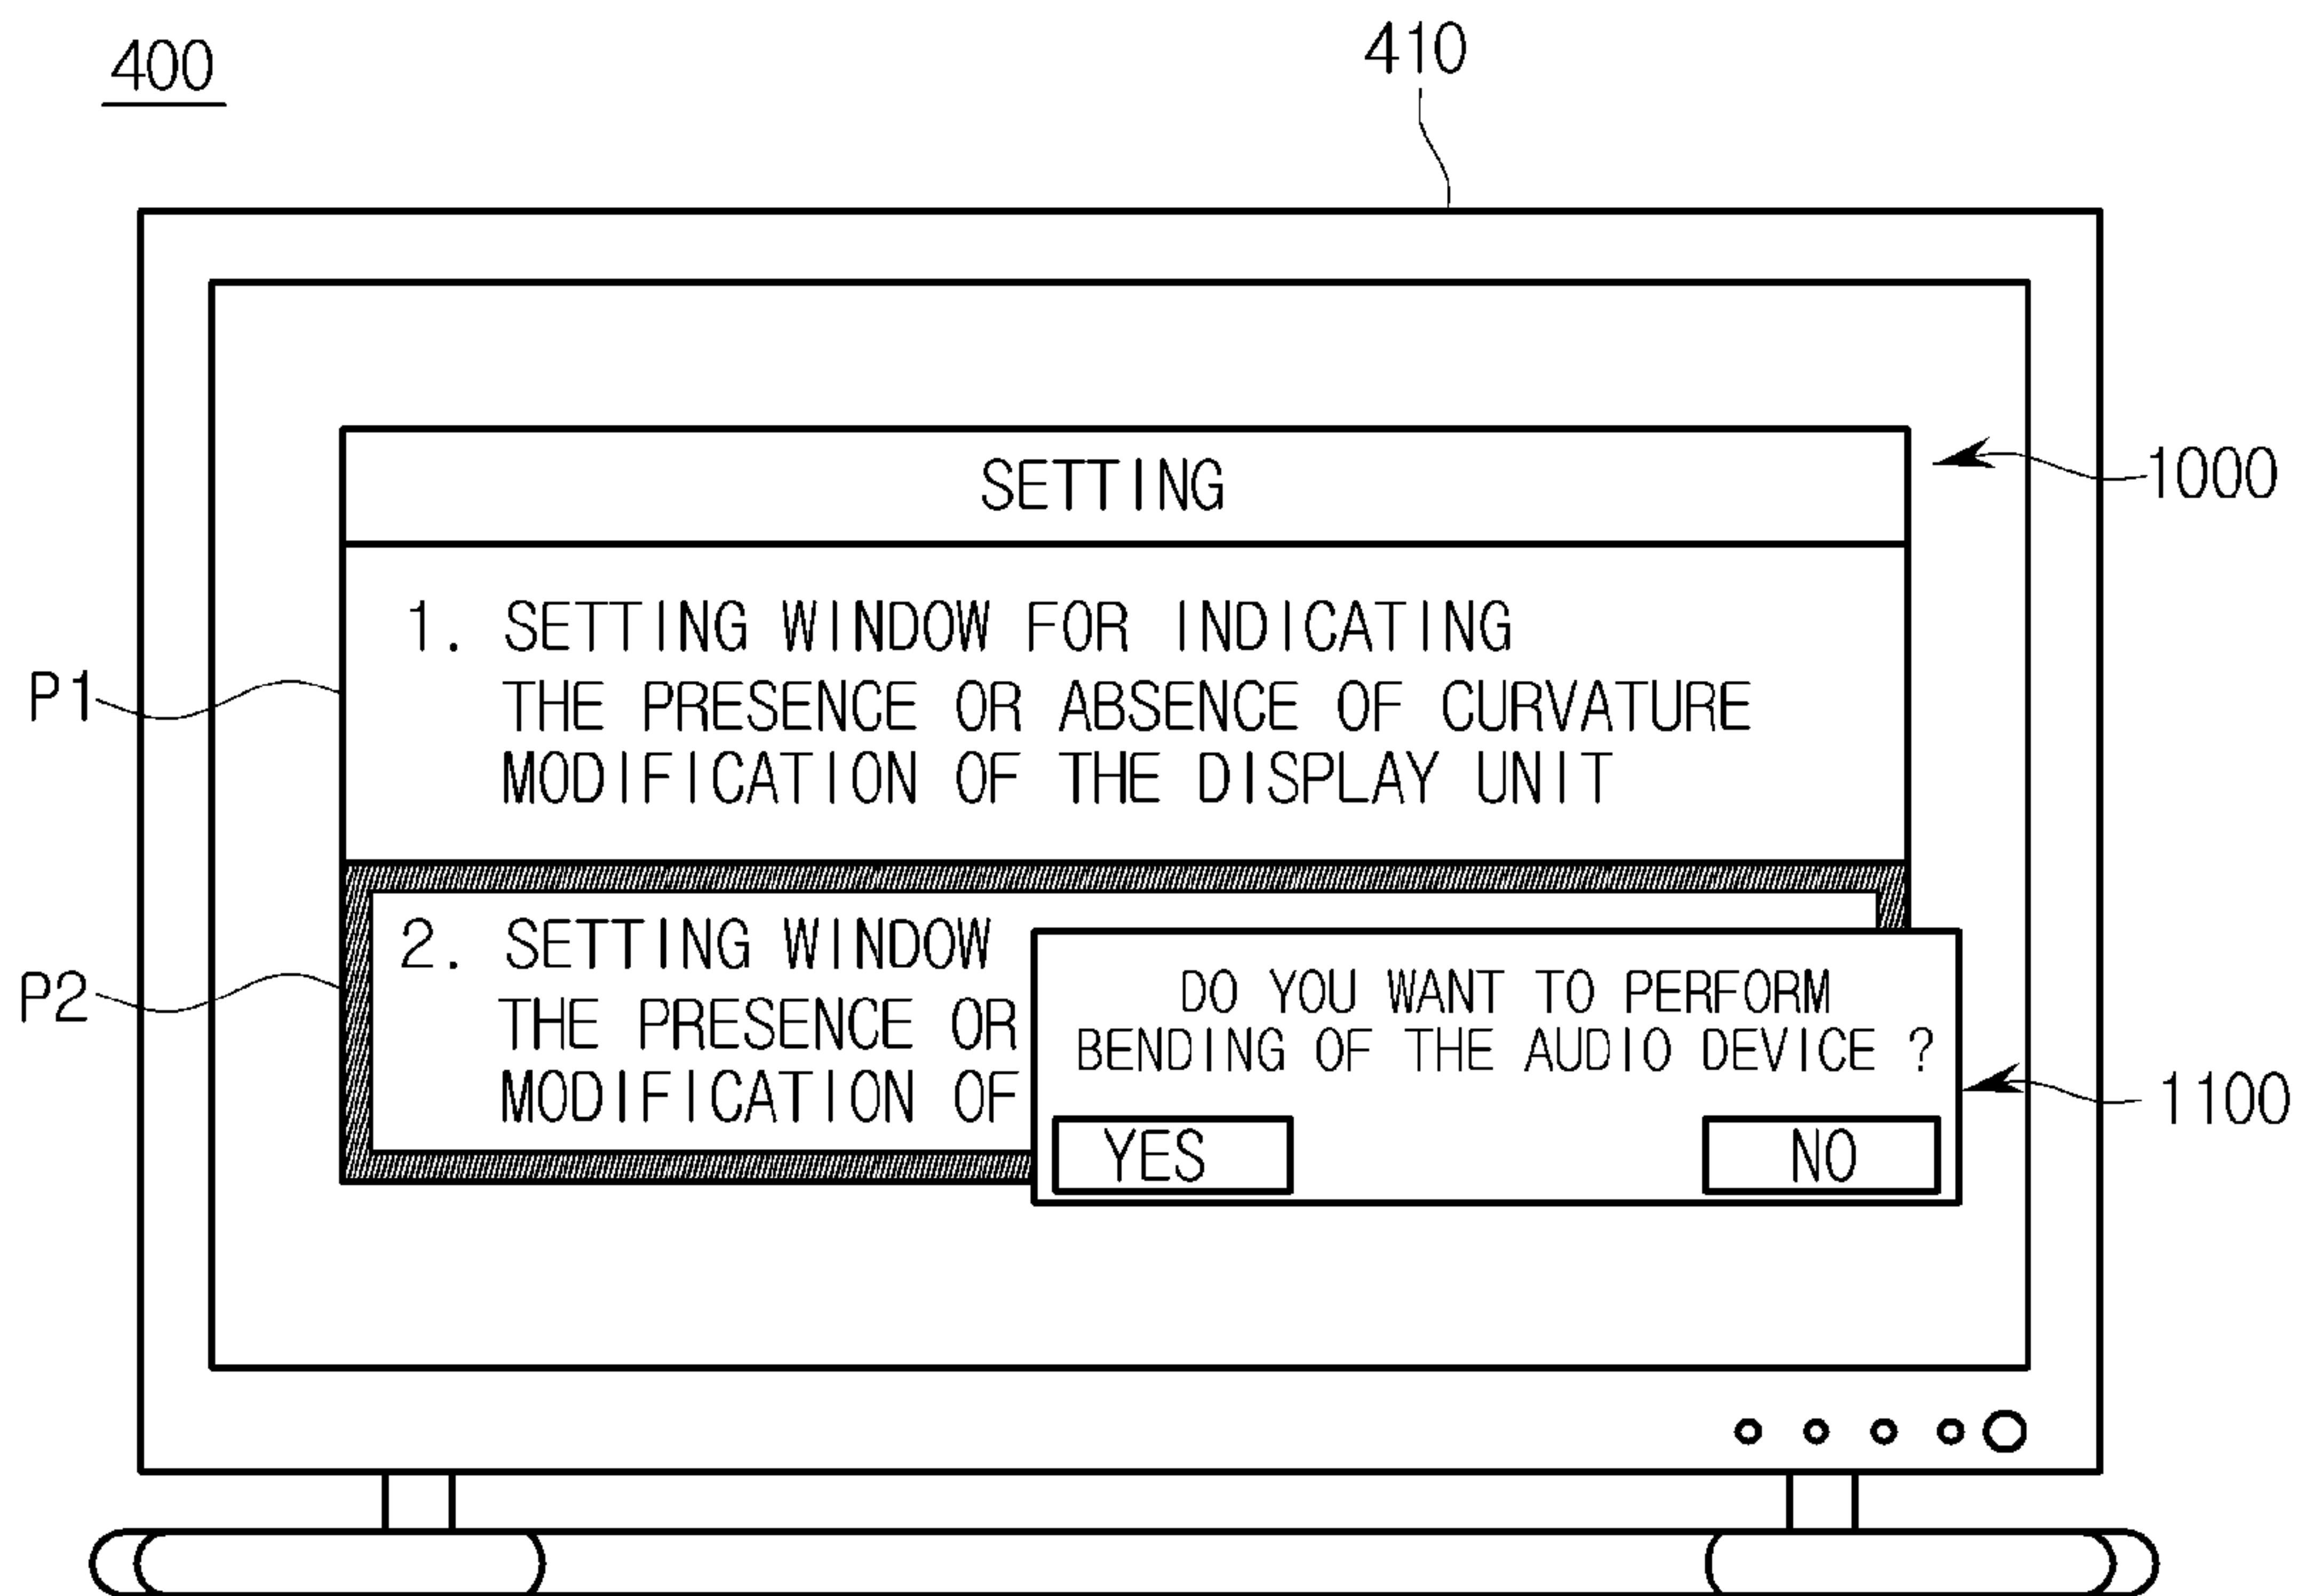 400
410
SETTING
1000
1. SETTING WINDOW FOR INDICATING
THE PRESENCE OR ABSENCE OF CURVATURE
MODIFICATION OF THE DISPLAY UNIT
P1
2. SETTING WINDOW
THE PRESENCE OR
MODIFICATION OF
P2
DO YOU WANT TO PERFORM
BENDING OF THE AUDIO DEVICE ?
1100
YES
NO